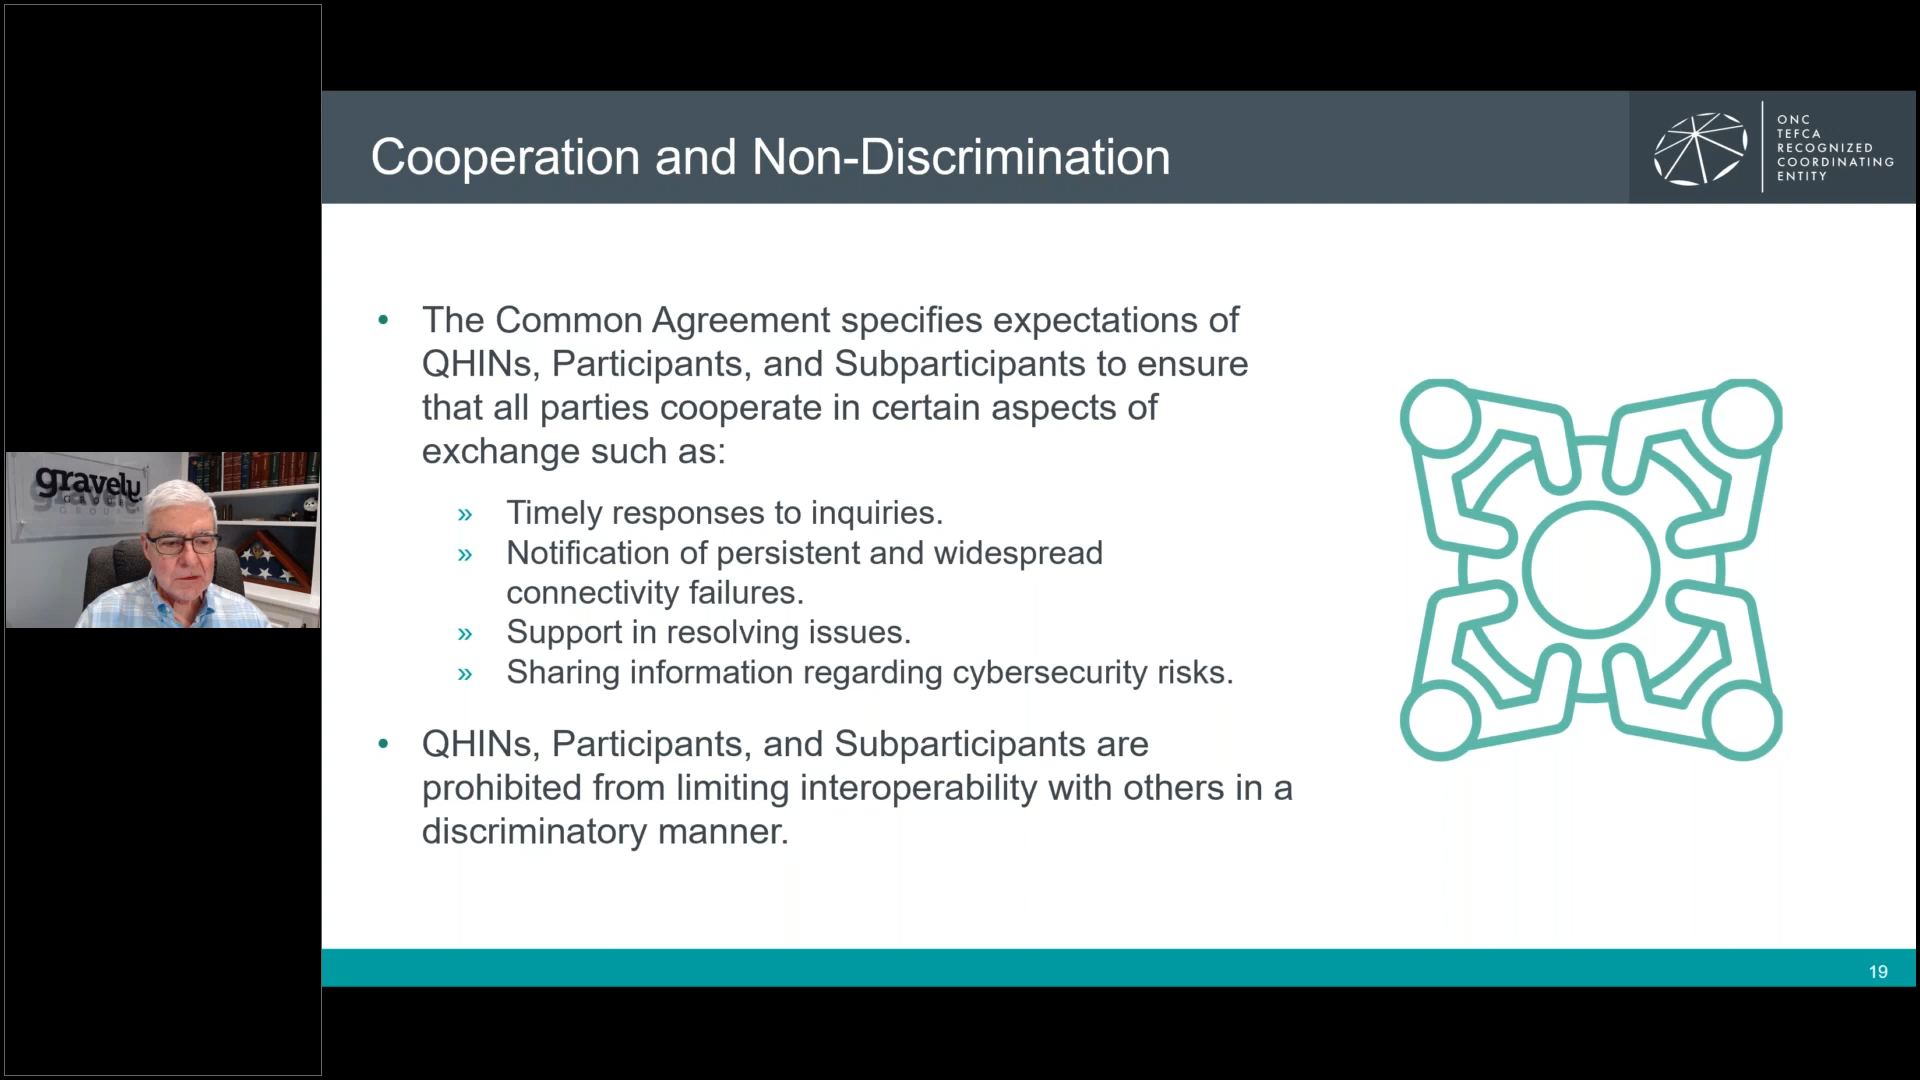 Cooperation and Non-Discrimination
ONC
TEFCA
RECOGNIZED
COORDINATING
ENTITY
• The Common Agreement specifies expectations of
QHINs, Participants, and Subparticipants to ensure
that all parties cooperate in certain aspects of
exchange such as:
» Timely responses to inquiries.
» Notification of persistent and widespread
connectivity failures.
» Support in resolving issues.
» Sharing information regarding cybersecurity risks.
• QHINs, Participants, and Subparticipants are
prohibited from limiting interoperability with others in a
discriminatory manner.
gravely
GROUP
19